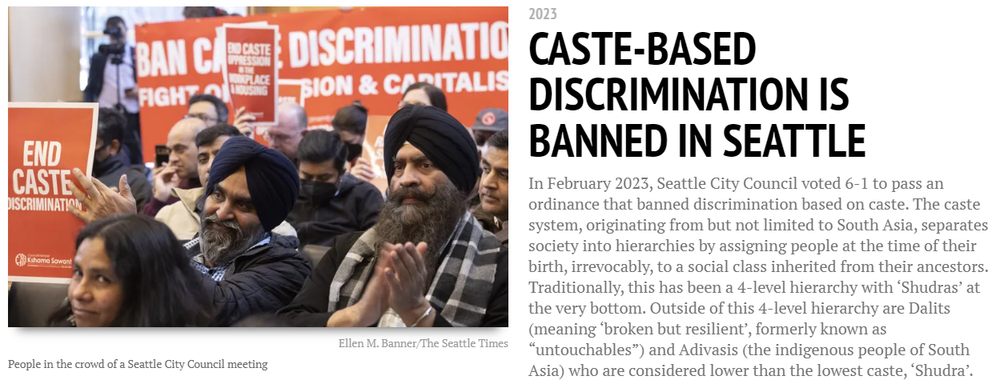 BAN CA E DISCRIMINATIO
FIGHT O SION & CAPITALIS
END CASTE
OPPRESSION
IN THE
WORKPLACE
& HOUSING
END
CASTE
DISCRIMINATION
Kshama Sawant
Ellen M. Banner/The Seattle Times
People in the crowd of a Seattle City Council meeting
2023
CASTE-BASED
DISCRIMINATION IS
BANNED IN SEATTLE
In February 2023, Seattle City Council voted 6-1 to pass an
ordinance that banned discrimination based on caste. The caste
system, originating from but not limited to South Asia, separates
society into hierarchies by assigning people at the time of their
birth, irrevocably, to a social class inherited from their ancestors.
Traditionally, this has been a 4-level hierarchy with ‘Shudras’ at
the very bottom. Outside of this 4-level hierarchy are Dalits
(meaning ‘broken but resilient’, formerly known as
“untouchables”) and Adivasis (the indigenous people of South
Asia) who are considered lower than the lowest caste, ‘Shudra’.